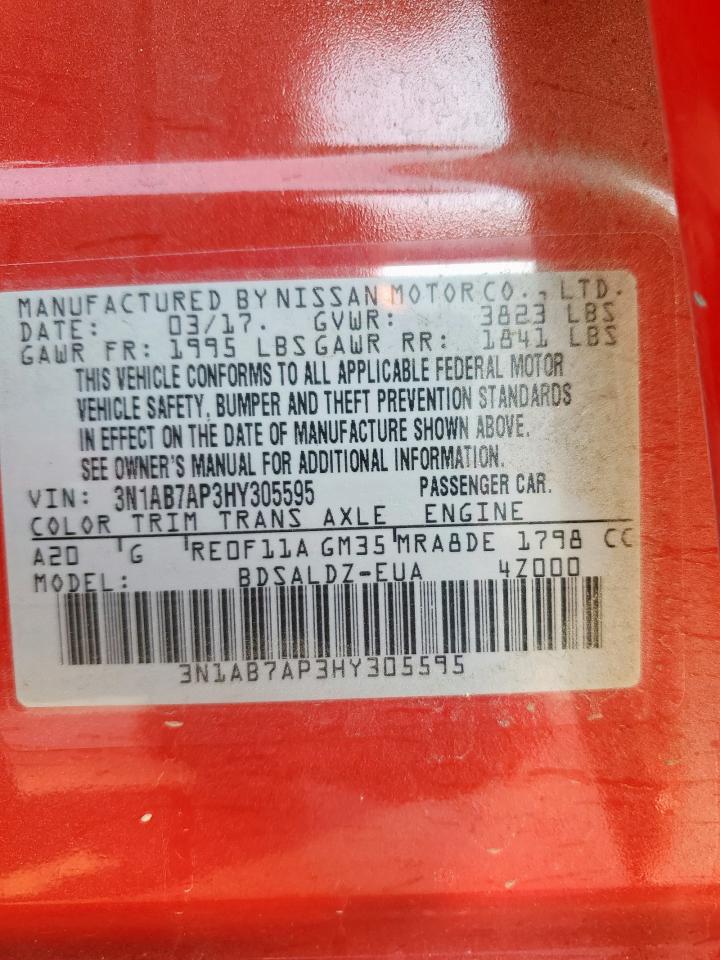 MANUFACTURED BY NISSAN MOTOR CO., LTD.
DATE: 03/17. GVWR: 3823 LBS
GAWR FR: 1995 LBS GAWR RR: 1841 LBS
THIS VEHICLE CONFORMS TO ALL APPLICABLE FEDERAL MOTOR
VEHICLE SAFETY, BUMPER AND THEFT PREVENTION STANDARDS
IN EFFECT ON THE DATE OF MANUFACTURE SHOWN ABOVE.
SEE OWNER'S MANUAL FOR ADDITIONAL INFORMATION.
VIN: 3N1AB7AP3HY305595 PASSENGER CAR.
COLOR TRIM TRANS AXLE ENGINE
A20 G RE0F11A GM35 MRA8DE 1798 CC
MODEL: BDSALDZ-EUA 4Z000
3N1AB7AP3HY305595